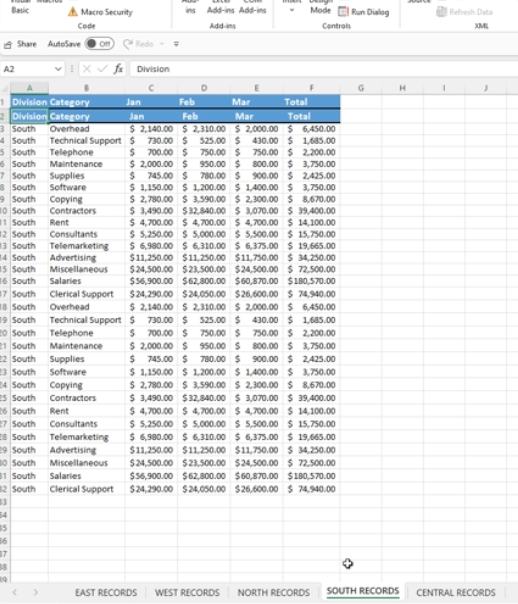 Visual Macros Add- Excel COM Insert Design Source
Basic Macro Security ins Add-ins Add-ins Mode Run Dialog Refresh Data
Code Add-ins Controls XML
Share AutoSave Off Redo
A2 fx Division
A B C D E F G H I J
1 Division Category Jan Feb Mar Total
2 Division Category Jan Feb Mar Total
3 South Overhead $ 2,140.00 $ 2,310.00 $ 2,000.00 $ 6,450.00
4 South Technical Support $ 730.00 $ 525.00 $ 430.00 $ 1,685.00
5 South Telephone $ 700.00 $ 750.00 $ 750.00 $ 2,200.00
6 South Maintenance $ 2,000.00 $ 950.00 $ 800.00 $ 3,750.00
7 South Supplies $ 745.00 $ 780.00 $ 900.00 $ 2,425.00
8 South Software $ 1,150.00 $ 1,200.00 $ 1,400.00 $ 3,750.00
9 South Copying $ 2,780.00 $ 3,590.00 $ 2,300.00 $ 8,670.00
10 South Contractors $ 3,490.00 $32,840.00 $ 3,070.00 $ 39,400.00
11 South Rent $ 4,700.00 $ 4,700.00 $ 4,700.00 $ 14,100.00
12 South Consultants $ 5,250.00 $ 5,000.00 $ 5,500.00 $ 15,750.00
13 South Telemarketing $ 6,980.00 $ 6,310.00 $ 6,375.00 $ 19,665.00
14 South Advertising $11,250.00 $11,250.00 $11,750.00 $ 34,250.00
15 South Miscellaneous $24,500.00 $23,500.00 $24,500.00 $ 72,500.00
16 South Salaries $56,900.00 $62,800.00 $60,870.00 $180,570.00
17 South Clerical Support $24,290.00 $24,050.00 $26,600.00 $ 74,940.00
18 South Overhead $ 2,140.00 $ 2,310.00 $ 2,000.00 $ 6,450.00
19 South Technical Support $ 730.00 $ 525.00 $ 430.00 $ 1,685.00
20 South Telephone $ 700.00 $ 750.00 $ 750.00 $ 2,200.00
21 South Maintenance $ 2,000.00 $ 950.00 $ 800.00 $ 3,750.00
22 South Supplies $ 745.00 $ 780.00 $ 900.00 $ 2,425.00
23 South Software $ 1,150.00 $ 1,200.00 $ 1,400.00 $ 3,750.00
24 South Copying $ 2,780.00 $ 3,590.00 $ 2,300.00 $ 8,670.00
25 South Contractors $ 3,490.00 $32,840.00 $ 3,070.00 $ 39,400.00
26 South Rent $ 4,700.00 $ 4,700.00 $ 4,700.00 $ 14,100.00
27 South Consultants $ 5,250.00 $ 5,000.00 $ 5,500.00 $ 15,750.00
28 South Telemarketing $ 6,980.00 $ 6,310.00 $ 6,375.00 $ 19,665.00
29 South Advertising $11,250.00 $11,250.00 $11,750.00 $ 34,250.00
30 South Miscellaneous $24,500.00 $23,500.00 $24,500.00 $ 72,500.00
31 South Salaries $56,900.00 $62,800.00 $60,870.00 $180,570.00
32 South Clerical Support $24,290.00 $24,050.00 $26,600.00 $ 74,940.00
33
34
35
36
37
38
39
EAST RECORDS WEST RECORDS NORTH RECORDS SOUTH RECORDS CENTRAL RECORDS